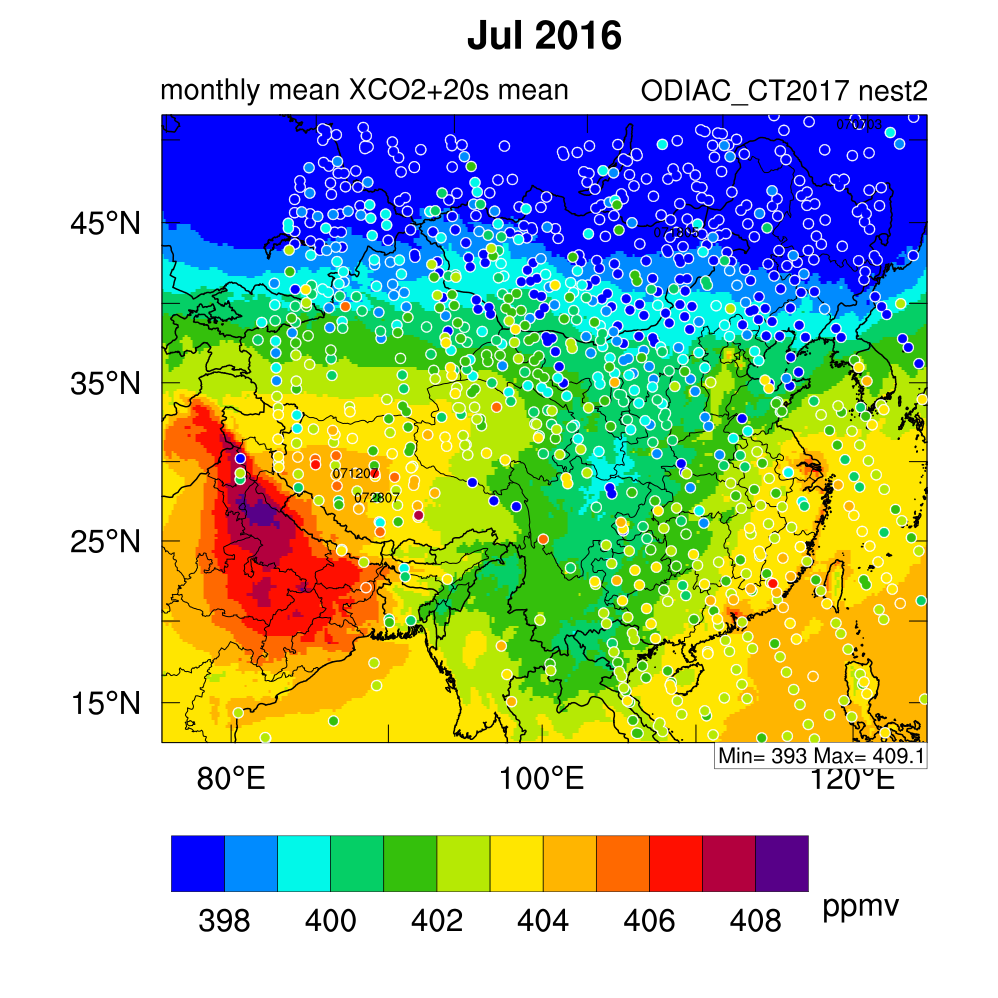 Jul 2016
monthly mean XCO2+20s mean
ODIAC_CT2017 nest2
45°N
35°N
25°N
15°N
071207
072807
Min= 393 Max= 409.1
80°E
100°E
120°E
398
400
402
404
406
408
ppmv